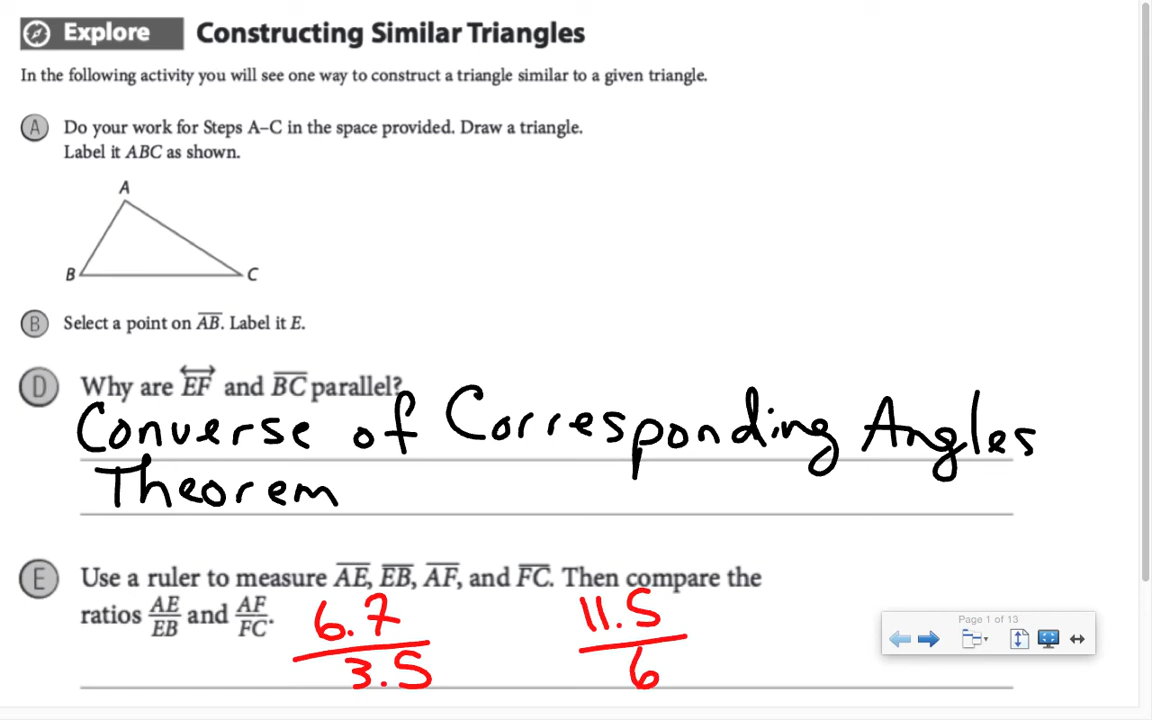 Explore Constructing Similar Triangles
In the following activity you will see one way to construct a triangle similar to a given triangle.
A Do your work for Steps A–C in the space provided. Draw a triangle.
Label it ABC as shown.
A
B C
B Select a point on AB. Label it E.
D Why are EF and BC parallel?
Converse of Corresponding Angles
Theorem
E Use a ruler to measure AE, EB, AF, and FC. Then compare the
ratios AE/EB and AF/FC.
6.7/3.5 11.5/6
Page 1 of 13